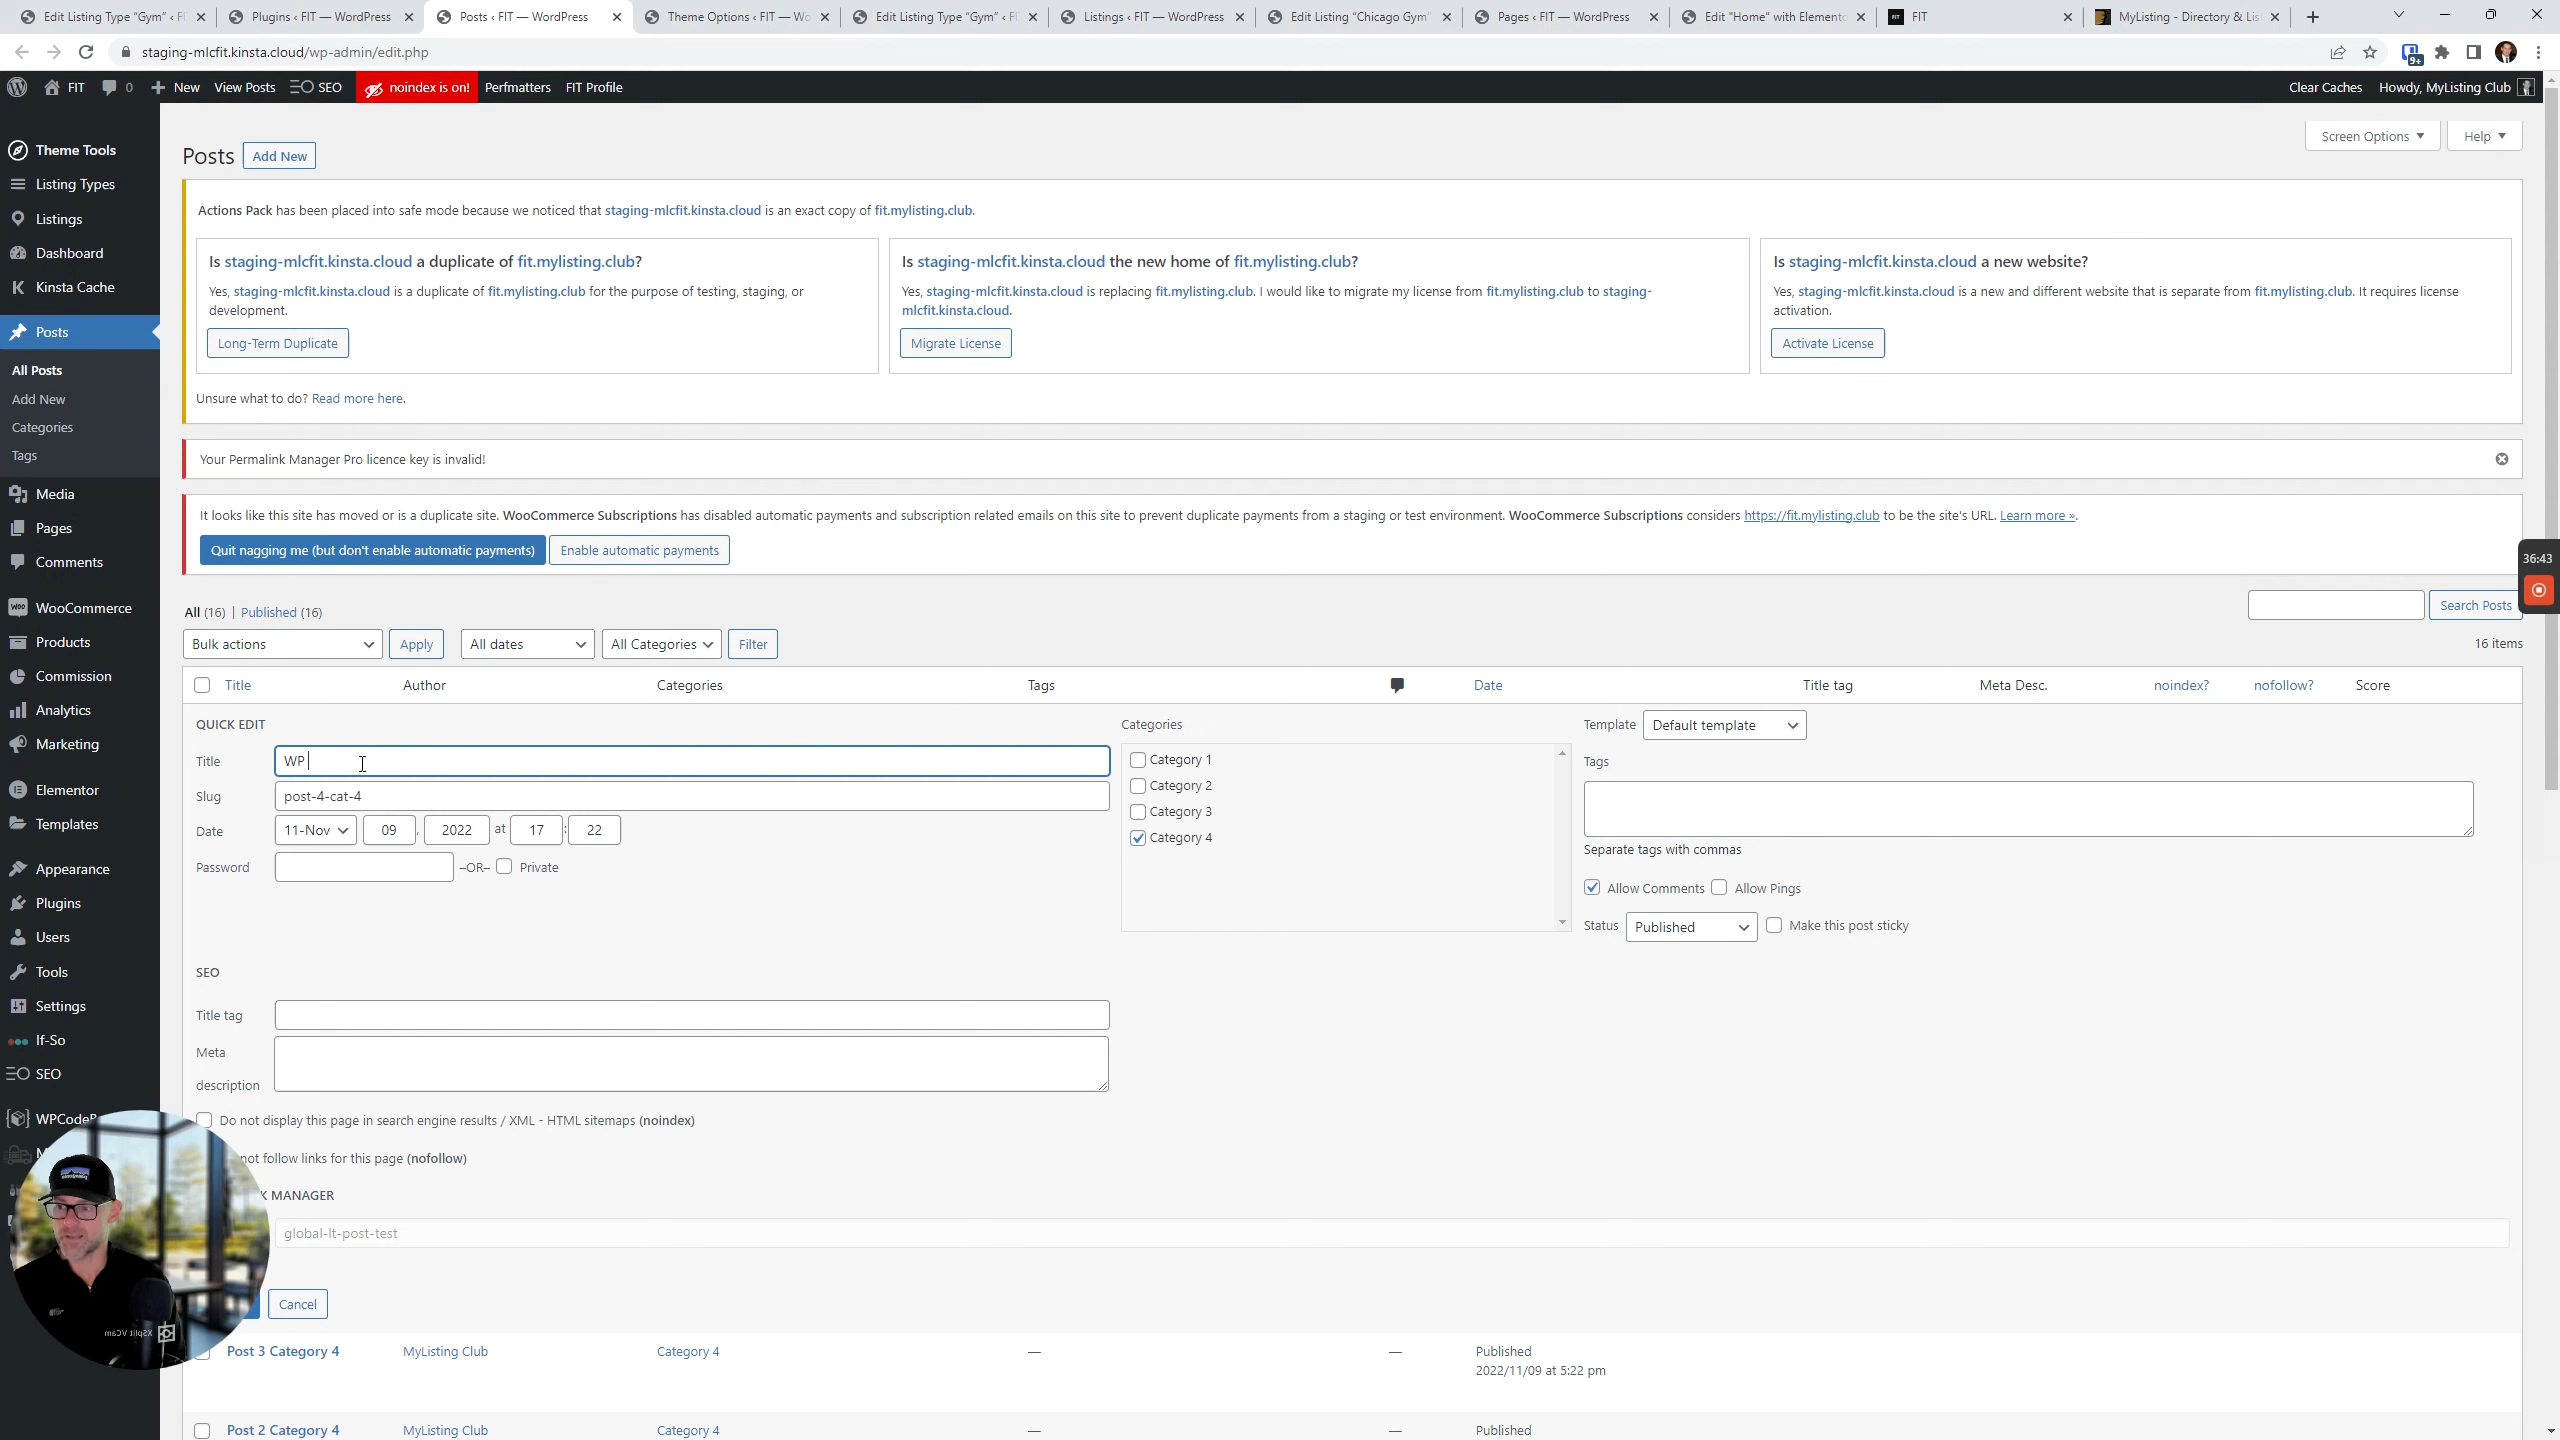 Edit Listing Type "Gym" ‹ FI
Plugins ‹ FIT — WordPress
Posts ‹ FIT — WordPress
Theme Options ‹ FIT — Wo
Edit Listing Type "Gym" ‹ FI
Listings ‹ FIT — WordPress
Edit Listing "Chicago Gym"
Pages ‹ FIT — WordPress
Edit "Home" with Elemento
FIT
MyListing - Directory & Lis
staging-mlcfit.kinsta.cloud/wp-admin/edit.php
9+
FIT
0
New
View Posts
SEO
noindex is on!
Perfmatters
FIT Profile
Clear Caches
Howdy, MyListing Club
Theme Tools
Listing Types
Listings
Dashboard
Kinsta Cache
Posts
All Posts
Add New
Categories
Tags
Media
Pages
Comments
WooCommerce
Products
Commission
Analytics
Marketing
Elementor
Templates
Appearance
Plugins
Users
Tools
Settings
If-So
SEO
WPCodeB
Posts
Add New
Screen Options
Help
Actions Pack has been placed into safe mode because we noticed that staging-mlcfit.kinsta.cloud is an exact copy of fit.mylisting.club.
Is staging-mlcfit.kinsta.cloud a duplicate of fit.mylisting.club?
Yes, staging-mlcfit.kinsta.cloud is a duplicate of fit.mylisting.club for the purpose of testing, staging, or
development.
Long-Term Duplicate
Is staging-mlcfit.kinsta.cloud the new home of fit.mylisting.club?
Yes, staging-mlcfit.kinsta.cloud is replacing fit.mylisting.club. I would like to migrate my license from fit.mylisting.club to staging-
mlcfit.kinsta.cloud.
Migrate License
Is staging-mlcfit.kinsta.cloud a new website?
Yes, staging-mlcfit.kinsta.cloud is a new and different website that is separate from fit.mylisting.club. It requires license
activation.
Activate License
Unsure what to do? Read more here.
Your Permalink Manager Pro licence key is invalid!
It looks like this site has moved or is a duplicate site. WooCommerce Subscriptions has disabled automatic payments and subscription related emails on this site to prevent duplicate payments from a staging or test environment. WooCommerce Subscriptions considers https://fit.mylisting.club to be the site's URL. Learn more ».
Quit nagging me (but don't enable automatic payments)
Enable automatic payments
36:43
All (16) | Published (16)
Search Posts
Bulk actions
Apply
All dates
All Categories
Filter
16 items
Title
Author
Categories
Tags
Date
Title tag
Meta Desc.
noindex?
nofollow?
Score
QUICK EDIT
Title
WP
Slug
post-4-cat-4
Date
11-Nov
09
,
2022
at
17
:
22
Password
–OR–
Private
Categories
Category 1
Category 2
Category 3
Category 4
Template
Default template
Tags
Separate tags with commas
Allow Comments
Allow Pings
Status
Published
Make this post sticky
SEO
Title tag
Meta
description
Do not display this page in search engine results / XML - HTML sitemaps (noindex)
not follow links for this page (nofollow)
K MANAGER
global-lt-post-test
Cancel
XSplit VCam
Post 3 Category 4
MyListing Club
Category 4
—
—
Published
2022/11/09 at 5:22 pm
Post 2 Category 4
MyListing Club
Category 4
—
—
Published